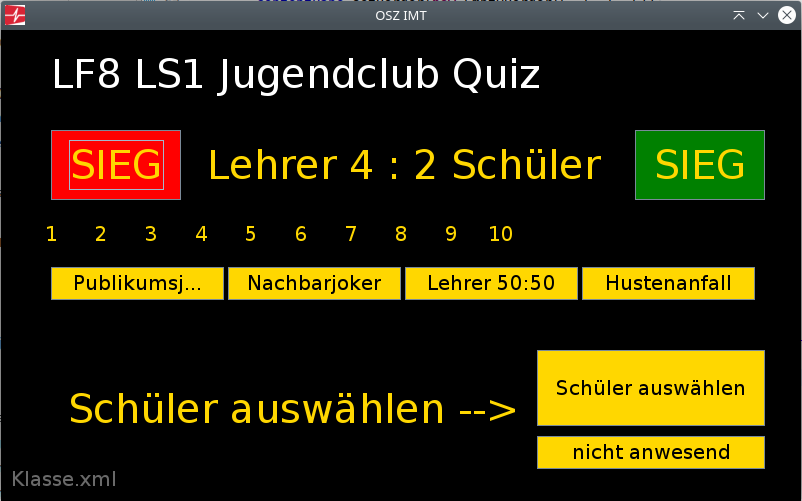 OSZ IMT
LF8 LS1 Jugendclub Quiz
SIEG Lehrer 4 : 2 Schüler SIEG
1 2 3 4 5 6 7 8 9 10
Publikumsj... Nachbarjoker Lehrer 50:50 Hustenanfall
Schüler auswählen --> Schüler auswählen
nicht anwesend
Klasse.xml